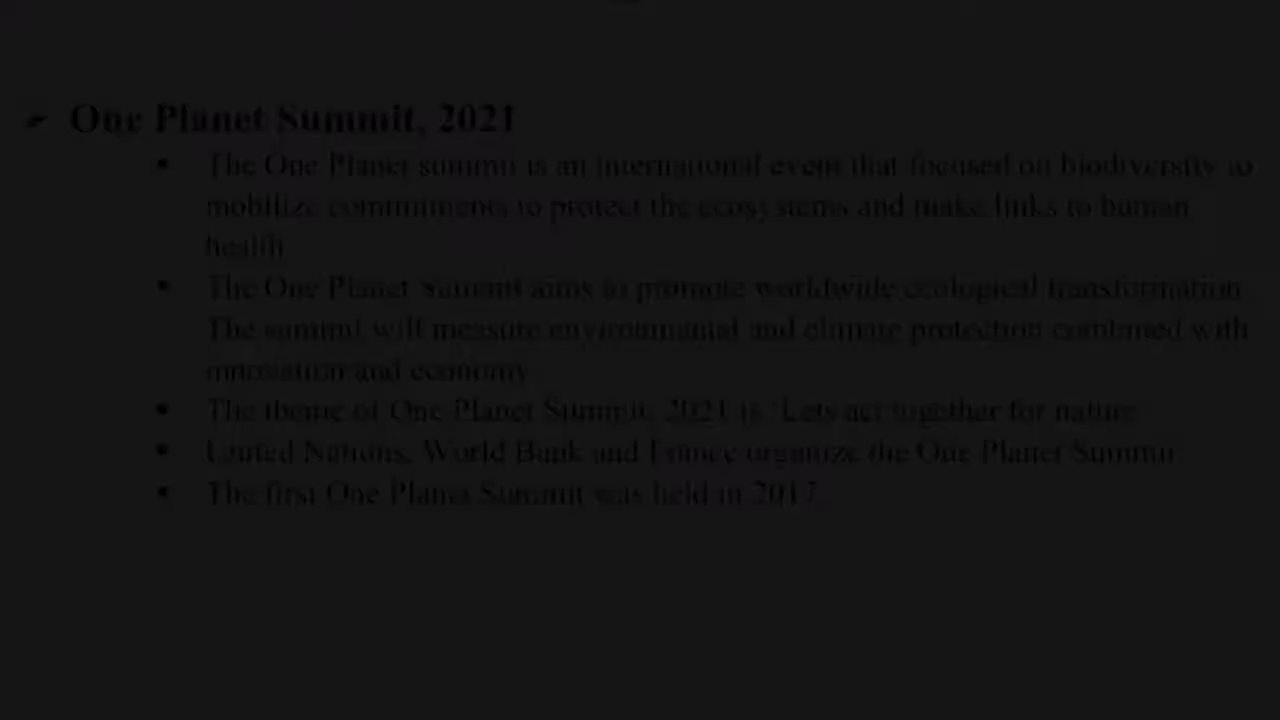 One Planet Summit, 2021
The One Planet summit is an international event that focused on biodiversity to
mobilize commitments to protect the ecosystems and make links to human
health
The One Planet Summit aims to promote worldwide ecological transformation.
The summit will measure environmental and climate protection combined with
innovation and economy.
The theme of One Planet Summit, 2021 is 'Lets act together for nature'
United Nations, World Bank and France organize the One Planet Summit.
The first One Planet Summit was held in 2017.